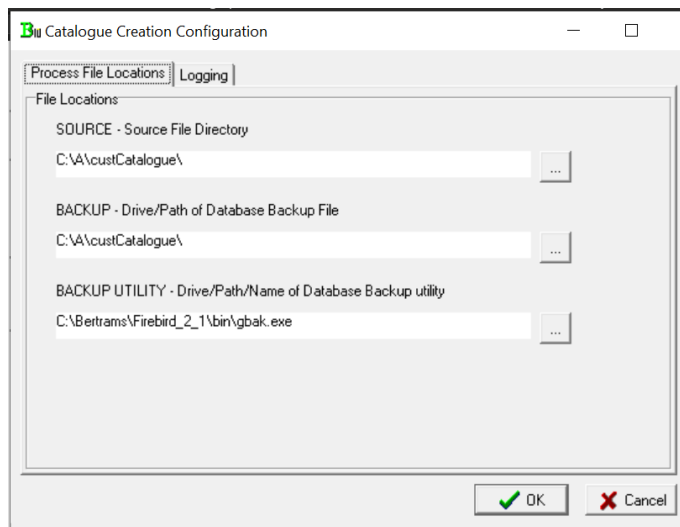 Catalogue Creation Configuration
Process File Locations
Logging
File Locations
SOURCE - Source File Directory
C:\A\custCatalogue\
...
BACKUP - Drive/Path of Database Backup File
C:\A\custCatalogue\
...
BACKUP UTILITY - Drive/Path/Name of Database Backup utility
C:\Bertrams\Firebird_2_1\bin\gbak.exe
...
OK
Cancel